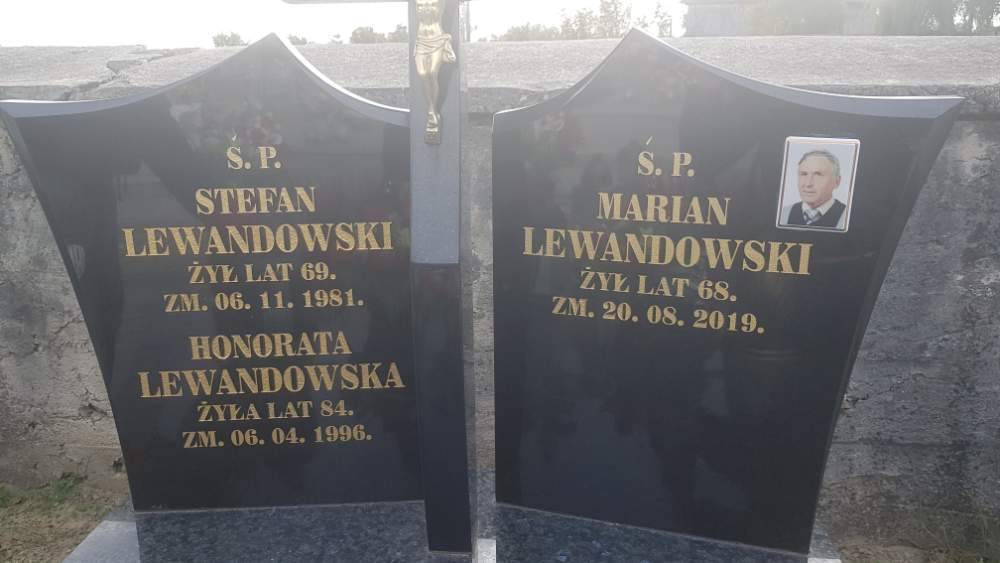 Ś. P.
STEFAN
LEWANDOWSKI
ŻYŁ LAT 69.
ZM. 06. 11. 1981.
HONORATA
LEWANDOWSKA
ŻYŁA LAT 84.
ZM. 06. 04. 1996.
Ś. P.
MARIAN
LEWANDOWSKI
ŻYŁ LAT 68.
ZM. 20. 08. 2019.